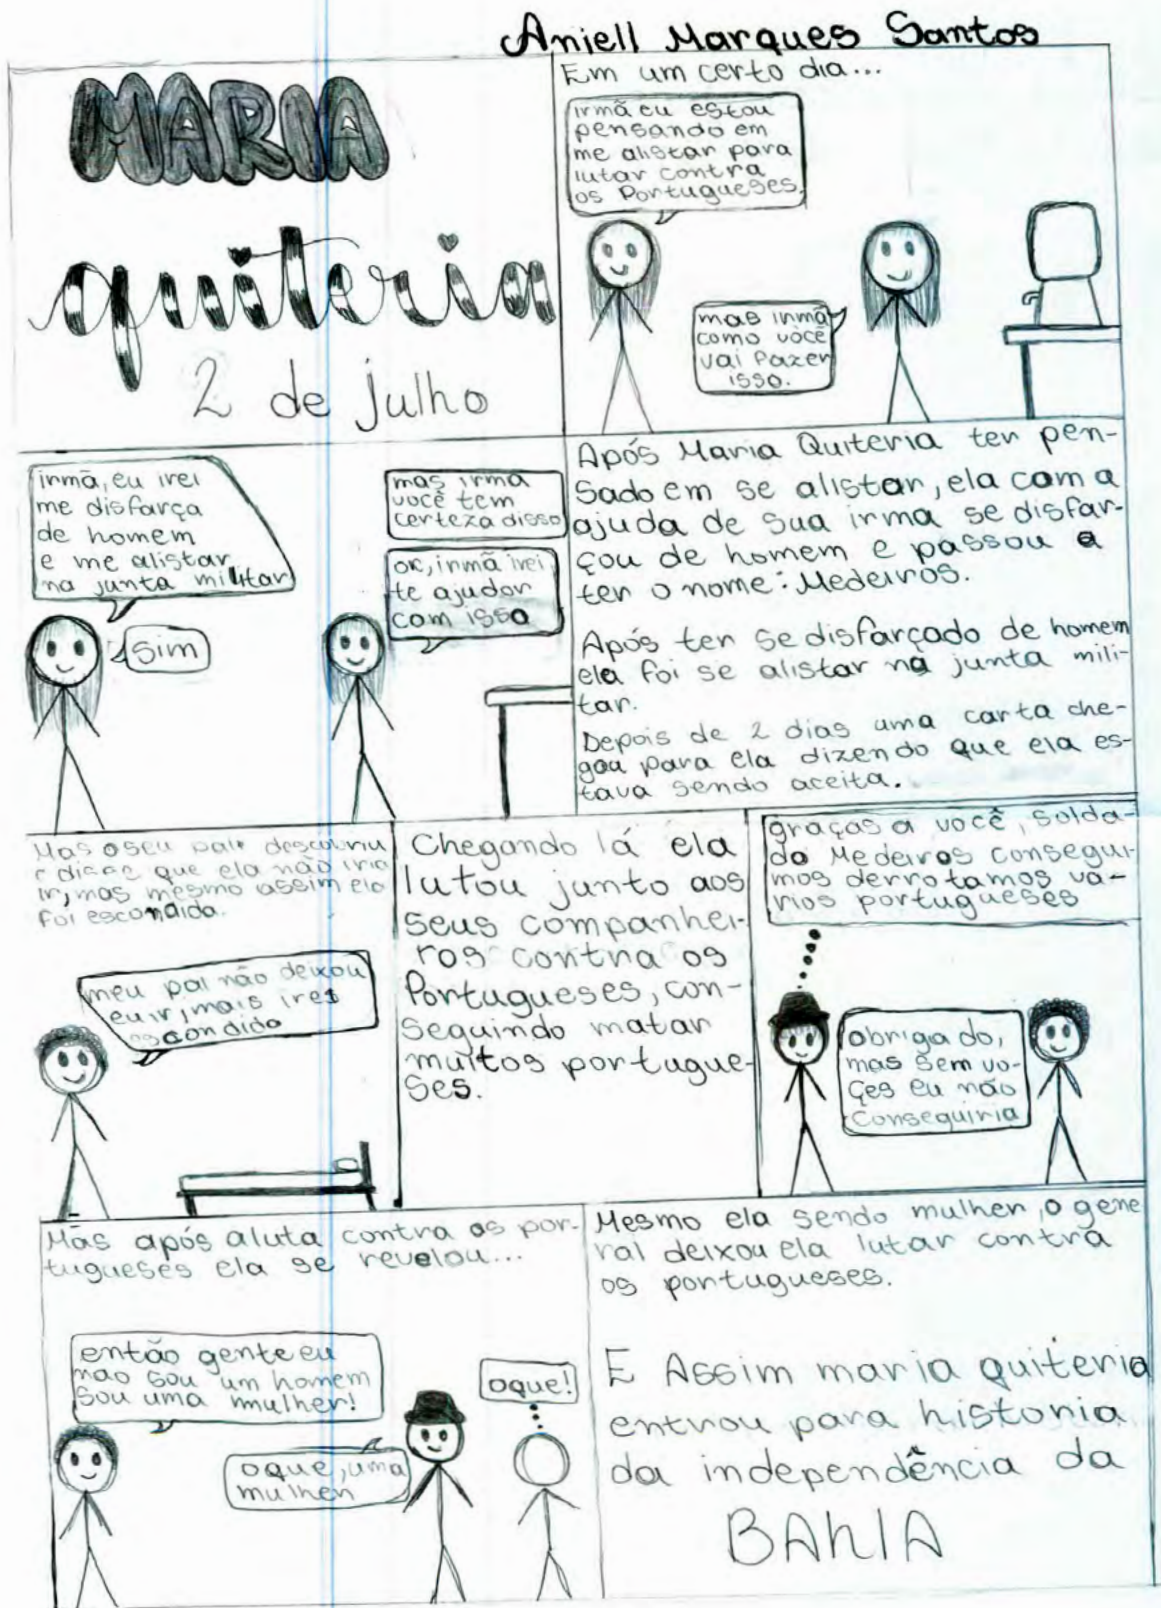 Aniell Marques Santos
MARIA
quiteria
2 de julho
Em um certo dia...
irmã eu estou
pensando em
me alistar para
lutar contra
os Portugueses.
mas irmã
como você
vai fazer
isso.
irmã, eu irei
me disfarça
de homem
e me alistar
na junta militar
mas irma
você tem
certeza disso
Sim
ok, irmã irei
te ajudar
com isso
Após Maria Quiteria ter pen-
sado em se alistar, ela com a
ajuda de sua irma se disfar-
çou de homem e passou a
ter o nome: Medeiros.
Após ter se disfarçado de homem
ela foi se alistar na junta mili-
tar.
Depois de 2 dias uma carta che-
gou para ela dizendo que ela es-
tava sendo aceita.
Mas o seu pai descobriu
e disse que ela não iria
ir, mas mesmo assim ela
foi escondida.
meu pai não deixou
eu ir, mais irei
escondido
Chegando lá ela
lutou junto aos
seus companhei-
ros contra os
Portugueses, con-
seguindo matar
muitos portugue-
ses.
graças a você, solda-
do Medeiros consegui-
mos derrotamos vá-
rios portugueses
obrigado,
mas sem vo-
çes eu não
conseguiria
Mas após aluta contra os por-
tugueses ela se revelou...
então gente eu
não sou um homem
sou uma mulher!
oque, uma
mulher
oque!
Mesmo ela sendo mulher, o gene
ral deixou ela lutar contra
os portugueses.
E Assim maria quiteria
entrou para historia
da independência da
BAhIA